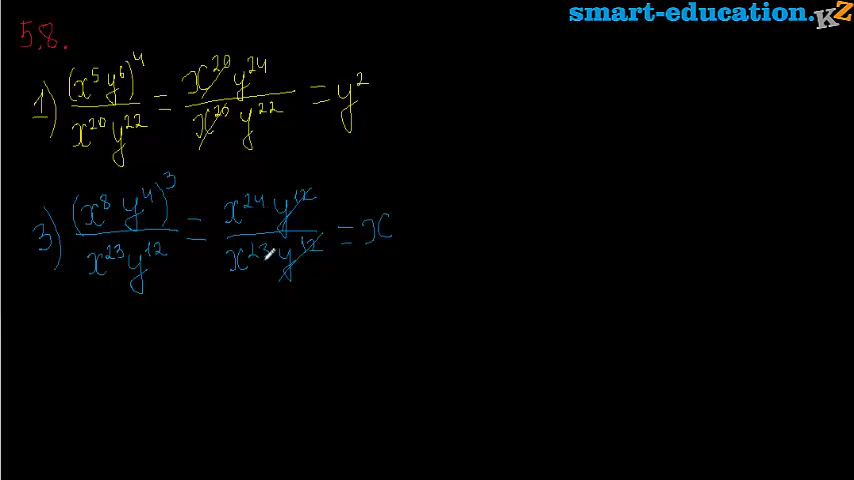 smart-education.KZ
5.8.
1) (x⁵y⁶)⁴ / x²⁰y²² = x²⁰y²⁴ / x²⁰y²² = y²
3) (x⁸y⁴)³ / x²³y¹² = x²⁴y¹² / x²³y¹² = x